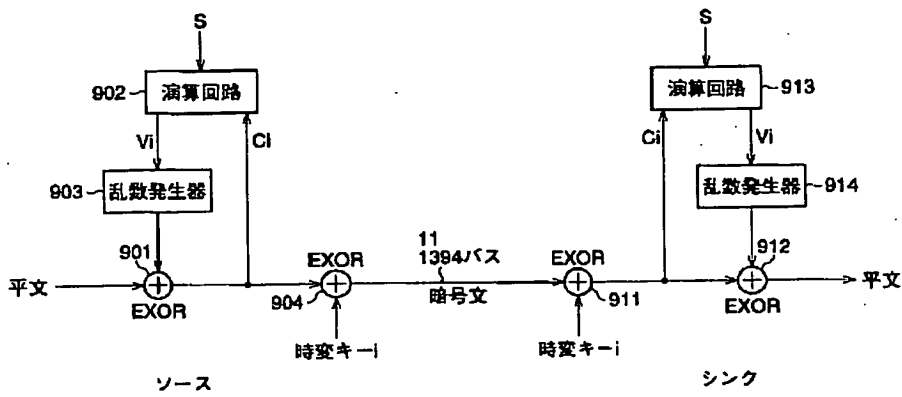 S
902
演算回路
Vi
Ci
903
乱数発生器
901
平文
EXOR
EXOR
904
時変キーi
11
1394バス
暗号文
EXOR
911
時変キーi
S
演算回路
913
Ci
Vi
乱数発生器
914
912
EXOR
平文
ソース
シンク